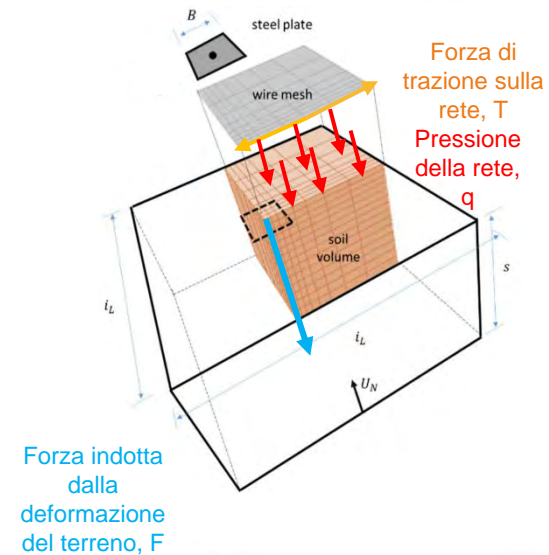 B
steel plate
wire mesh
Forza di
trazione sulla
rete, T
Pressione
della rete,
q
soil
volume
i_L
s
i_L
U_N
Forza indotta
dalla
deformazione
del terreno, F